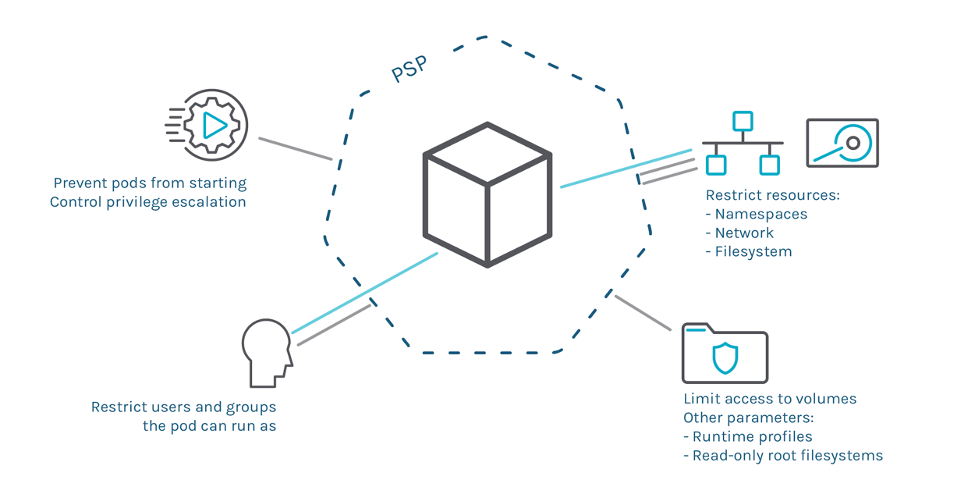 PSP
Prevent pods from starting
Control privilege escalation
Restrict resources:
- Namespaces
- Network
- Filesystem
Restrict users and groups
the pod can run as
Limit access to volumes
Other parameters:
- Runtime profiles
- Read-only root filesystems